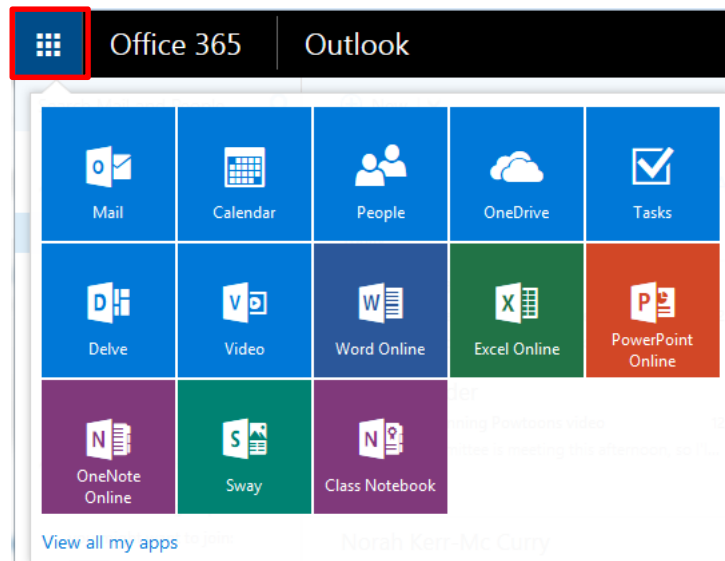 Office 365 Outlook
Mail Calendar People OneDrive Tasks
Delve Video Word Online Excel Online PowerPoint Online
OneNote Online Sway Class Notebook
View all my apps
Norah Kerr-Mc Curry